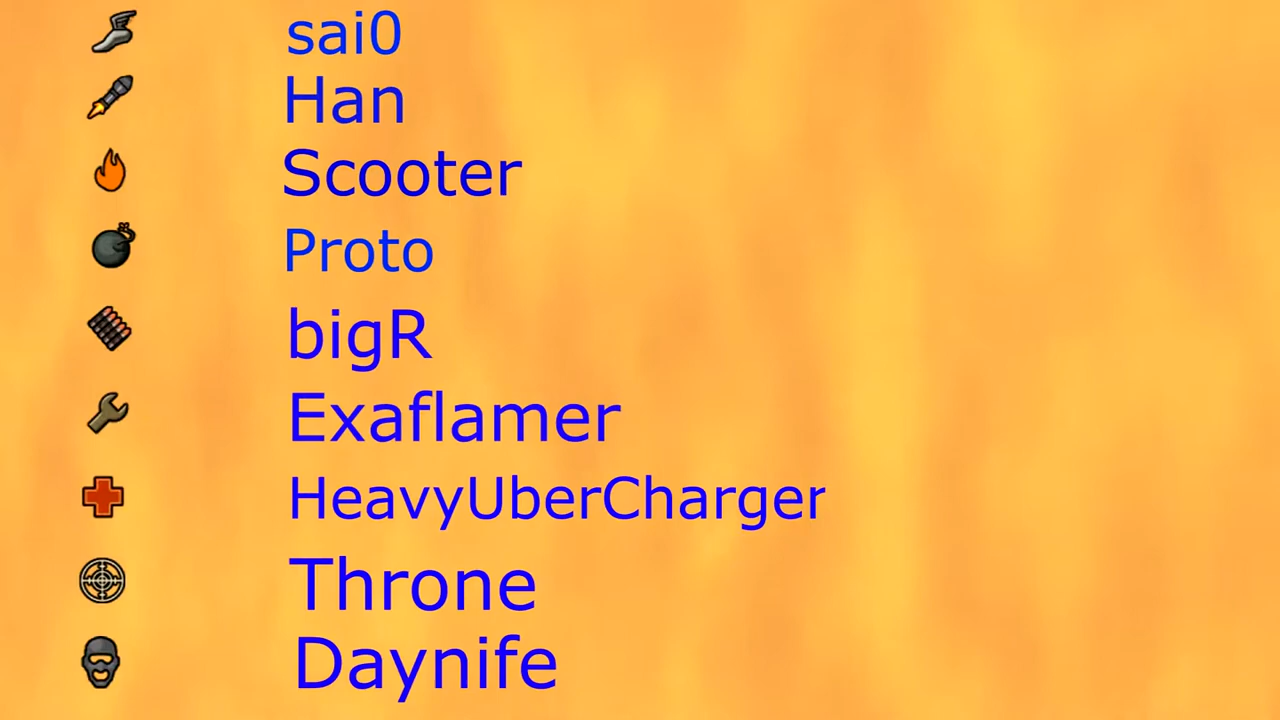 sai0
Han
Scooter
Proto
bigR
Exaflamer
HeavyUberCharger
Throne
Daynife